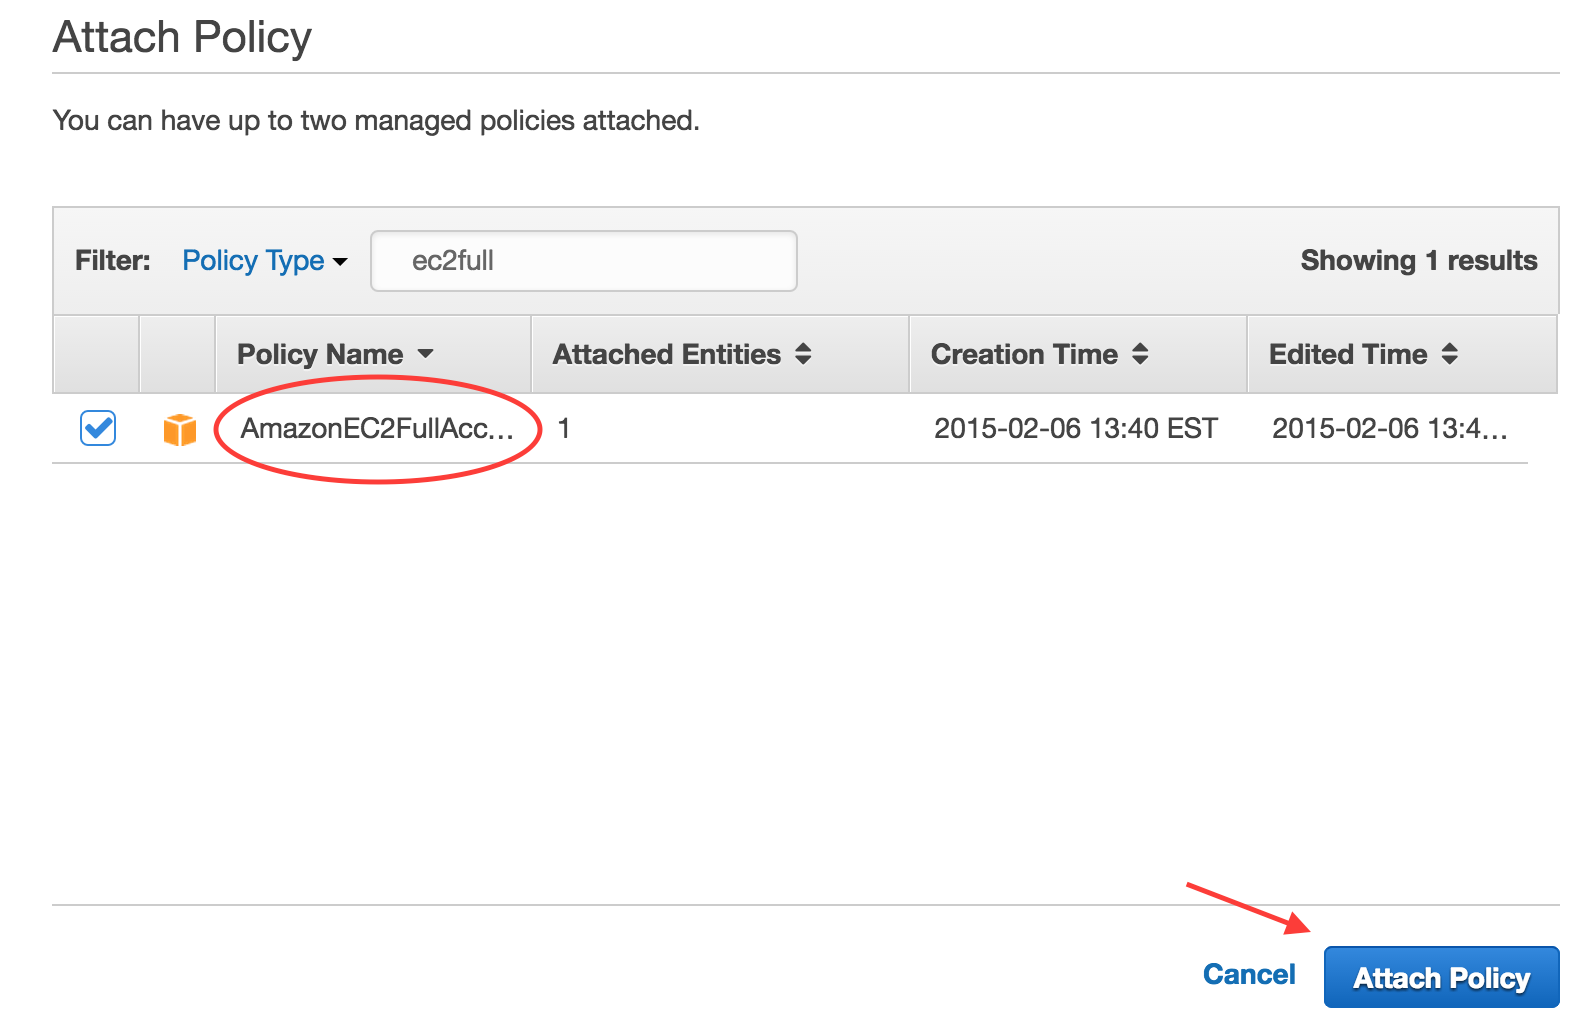 Attach Policy
You can have up to two managed policies attached.
Filter: Policy Type ec2full Showing 1 results
Policy Name Attached Entities Creation Time Edited Time
AmazonEC2FullAcc... 1 2015-02-06 13:40 EST 2015-02-06 13:4...
Cancel Attach Policy